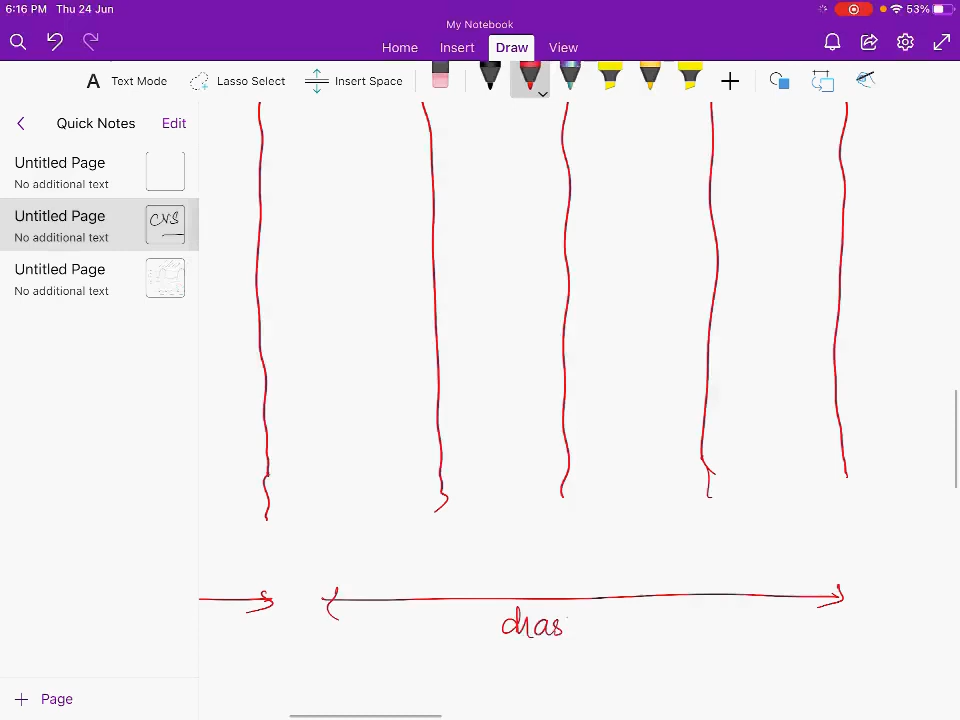 6:16 PM Thu 24 Jun
53%
My Notebook
Home Insert Draw View
Text Mode Lasso Select Insert Space
Quick Notes Edit
Untitled Page
No additional text
Untitled Page
No additional text
CNS
Untitled Page
No additional text
Page